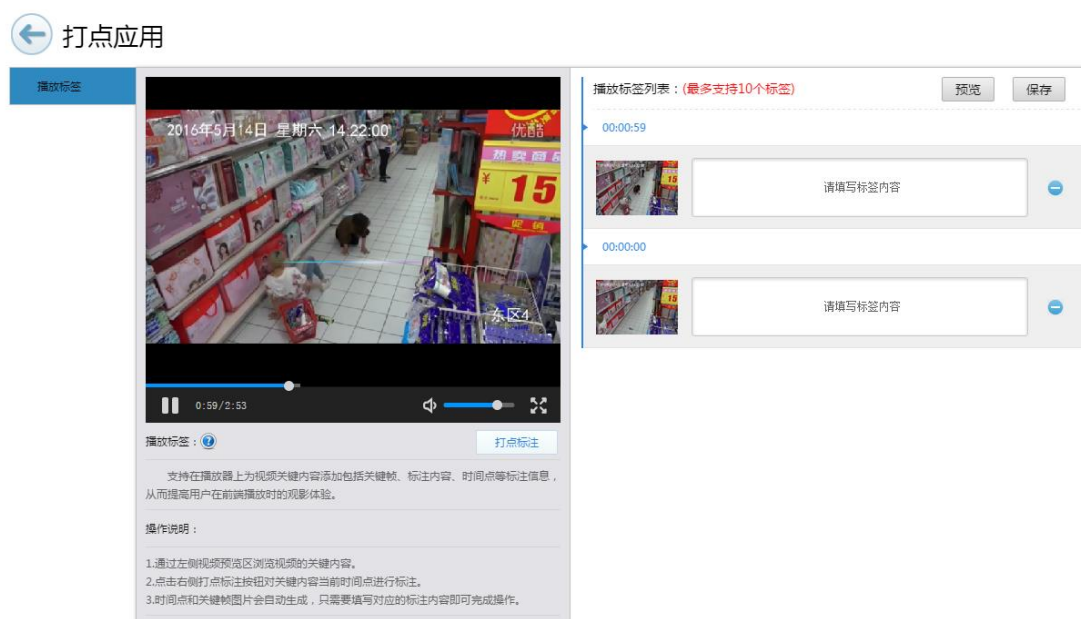 打点应用
播放标签
2016年5月14日 星期六 14:22:00
优酷
热卖商品
¥15
促销
东区4
0:59/2:53
播放标签：
打点标注
支持在播放器上为视频关键内容添加包括关键帧、标注内容、时间点等标注信息，
从而提高用户在前端播放时的观影体验。
操作说明：
1.通过左侧视频预览区浏览视频的关键内容。
2.点击右侧打点标注按钮对关键内容当前时间点进行标注。
3.时间点和关键帧图片会自动生成，只需要填写对应的标注内容即可完成操作。
播放标签列表：(最多支持10个标签)
预览
保存
00:00:59
15
请填写标签内容
00:00:00
15
请填写标签内容